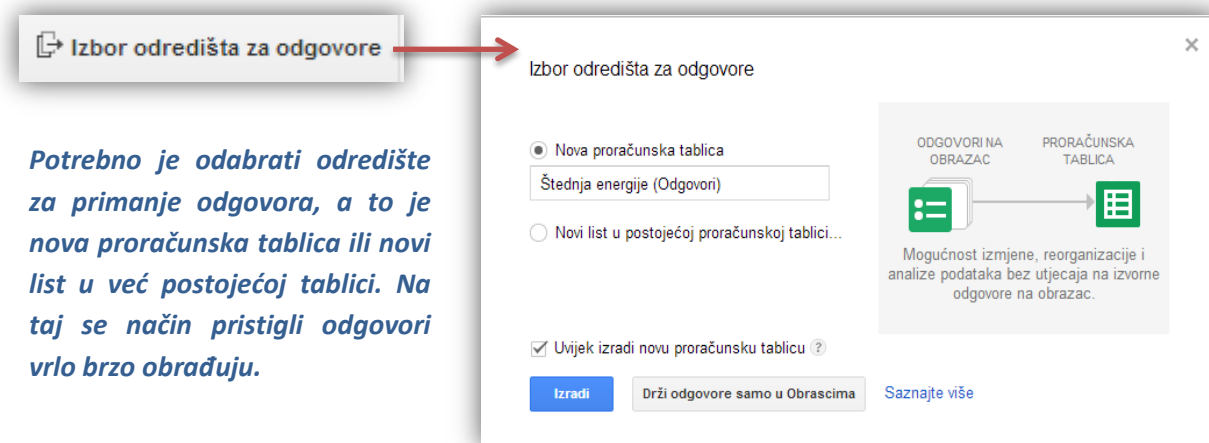 Izbor odredišta za odgovore
Potrebno je odabrati odredište
za primanje odgovora, a to je
nova proračunska tablica ili novi
list u već postojećoj tablici. Na
taj se način pristigli odgovori
vrlo brzo obrađuju.
Izbor odredišta za odgovore
Nova proračunska tablica
Štednja energije (Odgovori)
Novi list u postojećoj proračunskoj tablici...
ODGOVORI NA
OBRAZAC
PRORAČUNSKA
TABLICA
Mogućnost izmjene, reorganizacije i
analize podataka bez utjecaja na izvorne
odgovore na obrazac.
Uvijek izradi novu proračunsku tablicu ?
Izradi
Drži odgovore samo u Obrascima
Saznajte više